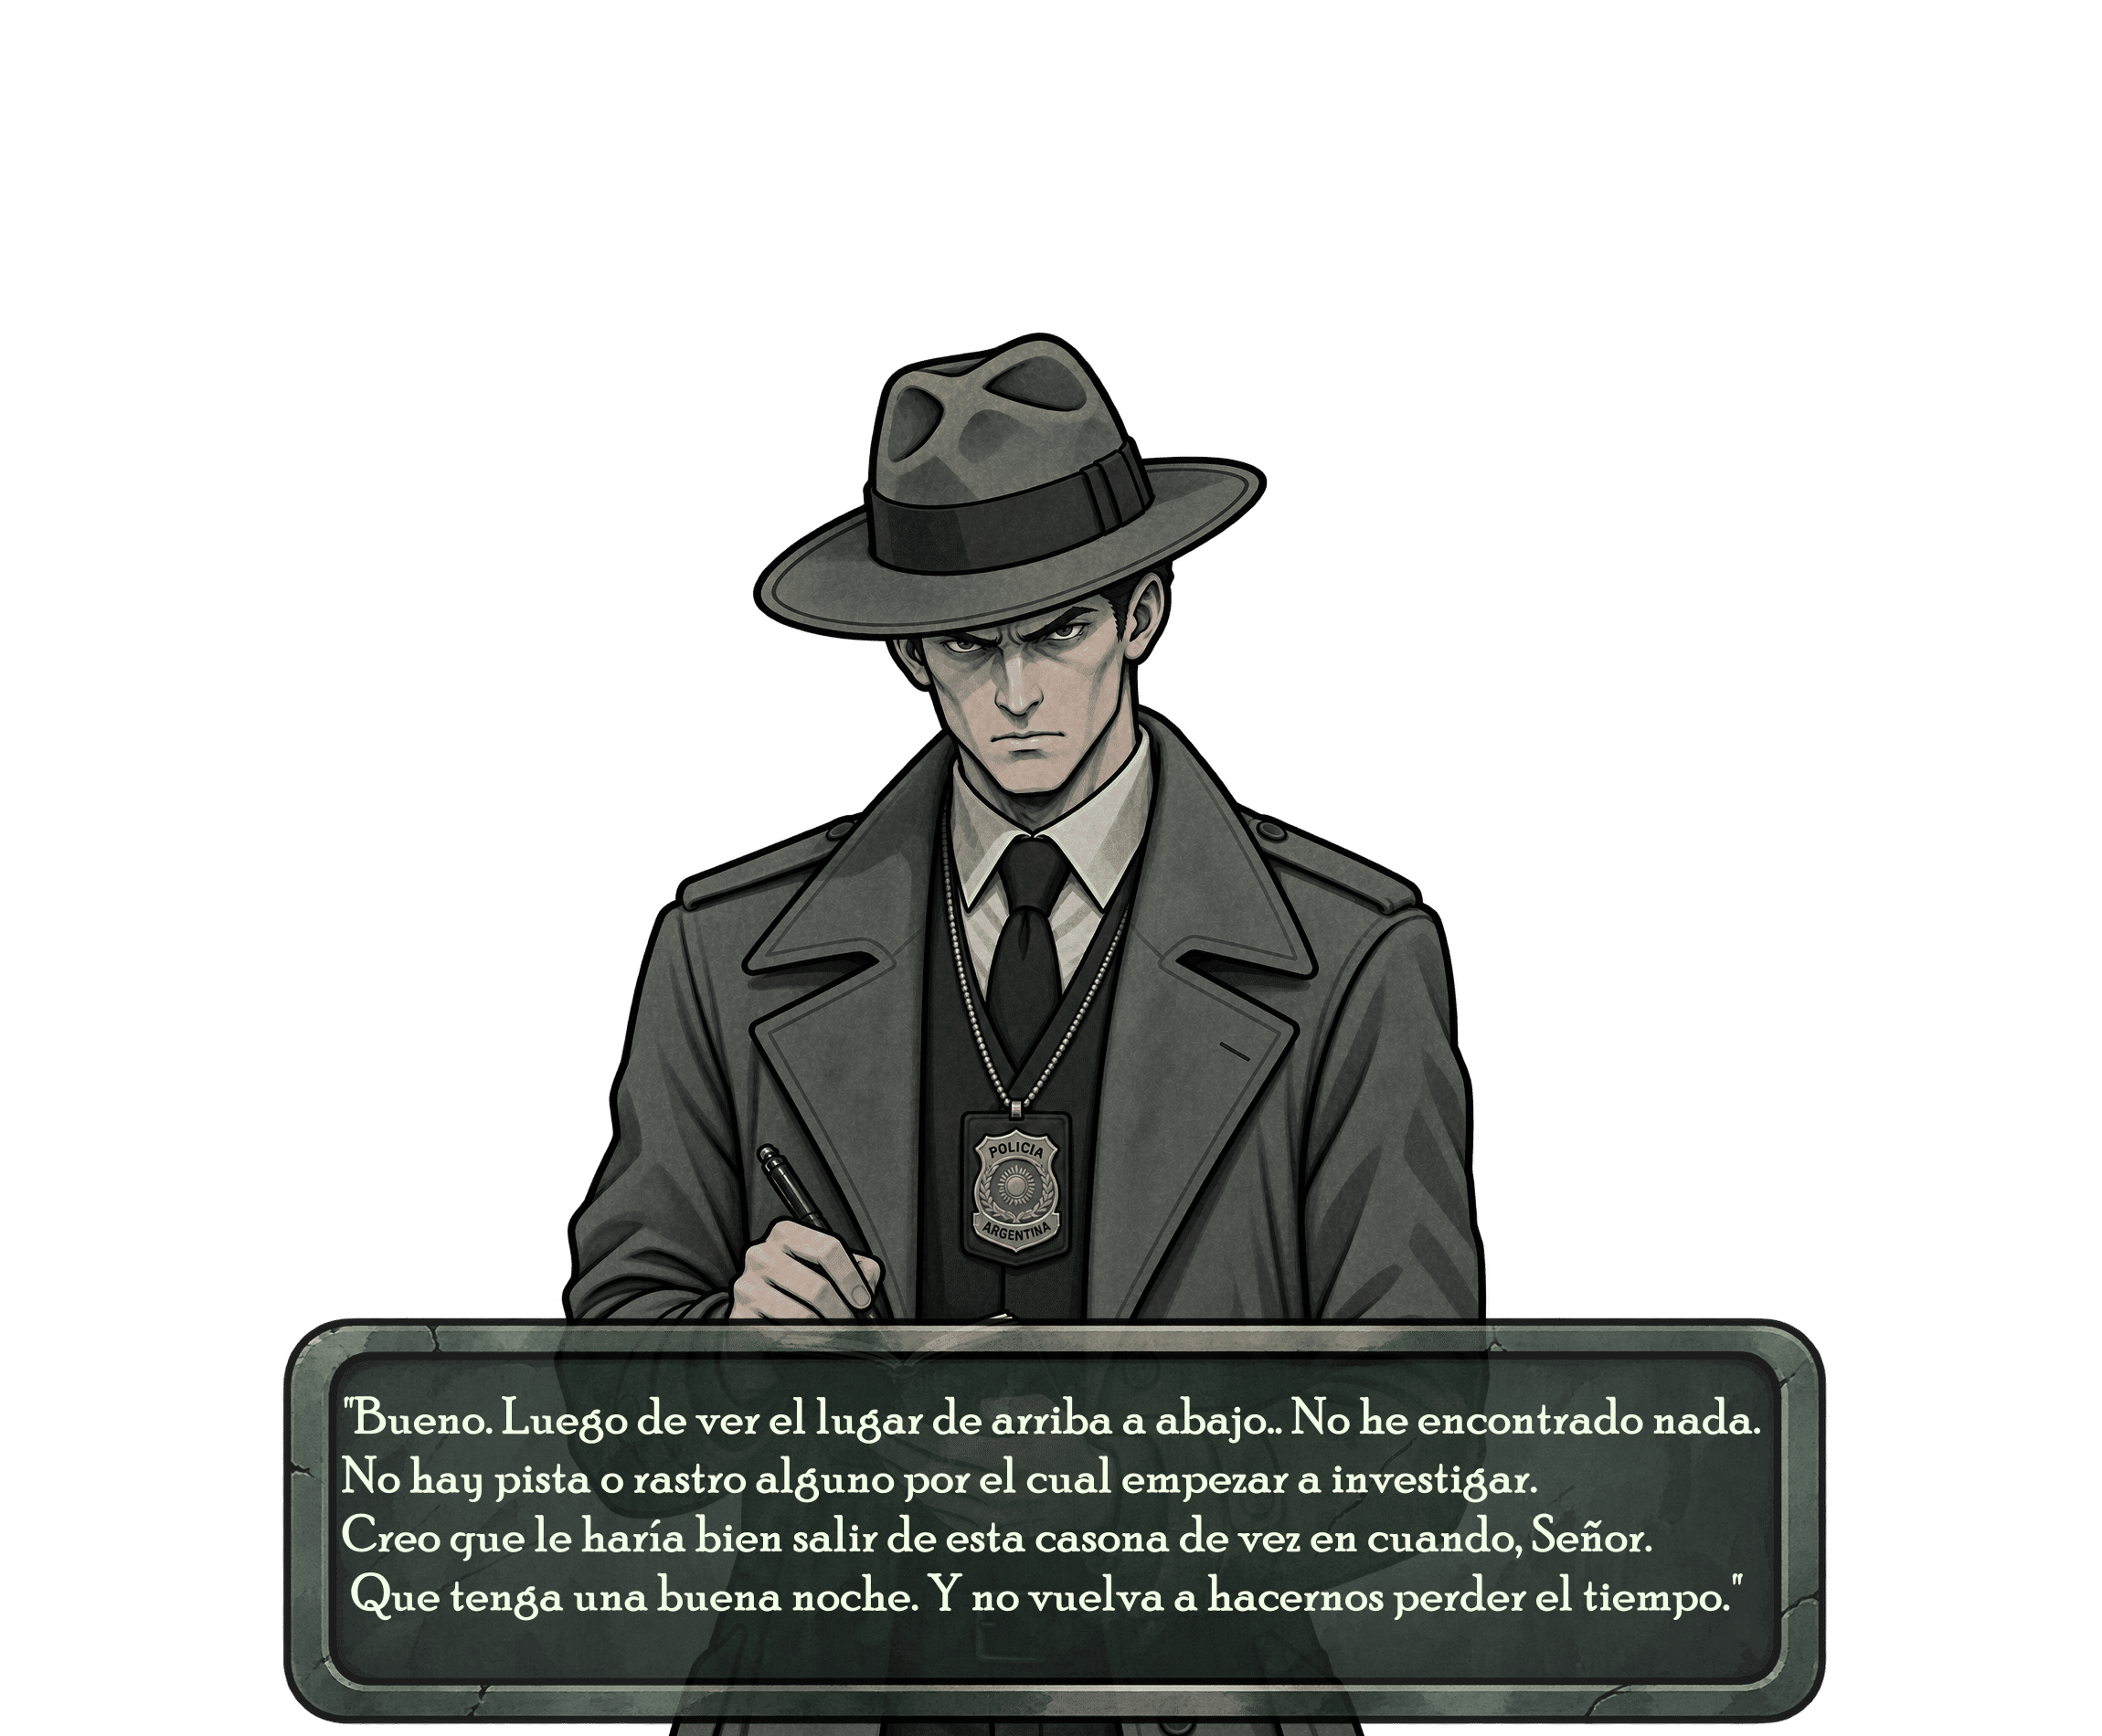 POLICIA
ARGENTINA
"Bueno. Luego de ver el lugar de arriba a abajo.. No he encontrado nada.
No hay pista o rastro alguno por el cual empezar a investigar.
Creo que le haría bien salir de esta casona de vez en cuando, Señor.
Que tenga una buena noche. Y no vuelva a hacernos perder el tiempo."